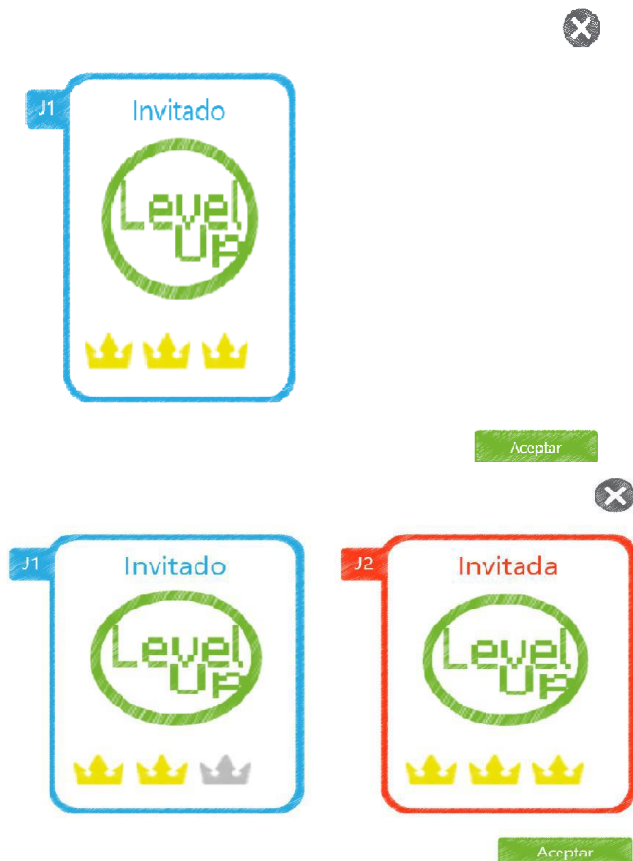 J1
Invitado
Level
Up
Aceptar
J1
Invitado
Level
Up
J2
Invitada
Level
Up
Aceptar